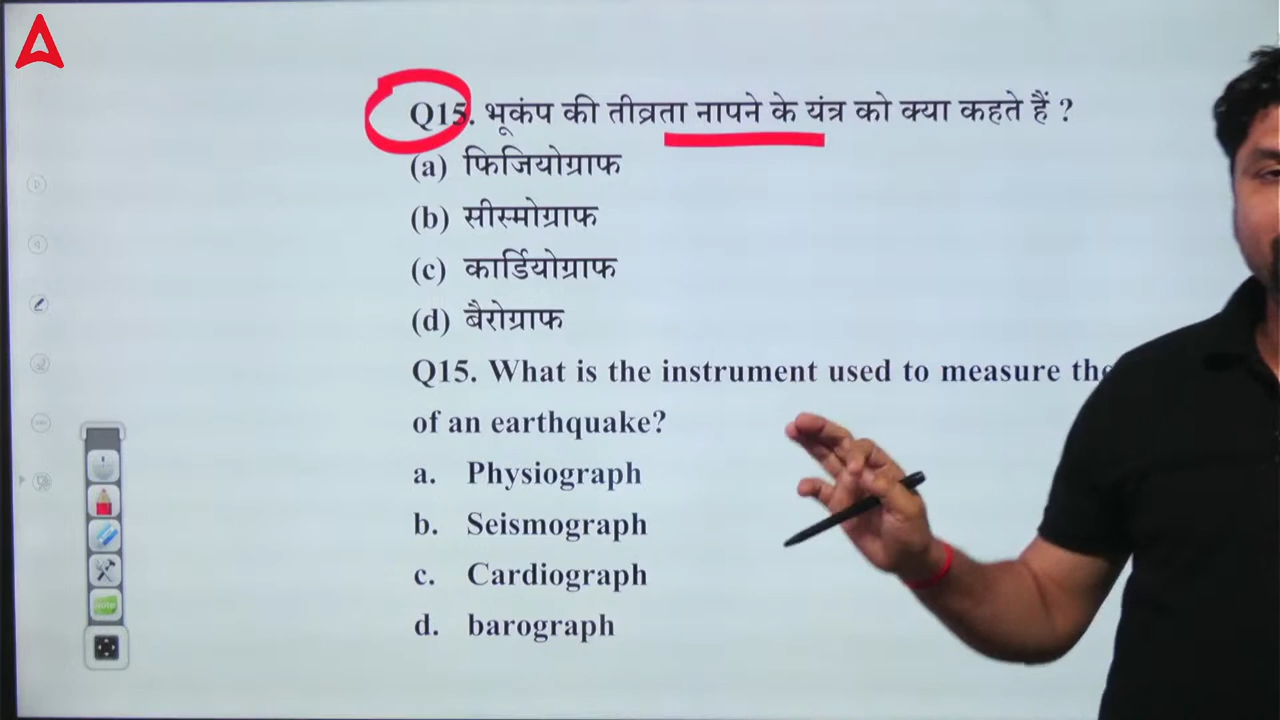 Q15. भूकंप की तीव्रता नापने के यंत्र को क्या कहते हैं ?
(a) फिजियोग्राफ
(b) सीस्मोग्राफ
(c) कार्डियोग्राफ
(d) बैरोग्राफ
Q15. What is the instrument used to measure the
of an earthquake?
a. Physiograph
b. Seismograph
c. Cardiograph
d. barograph